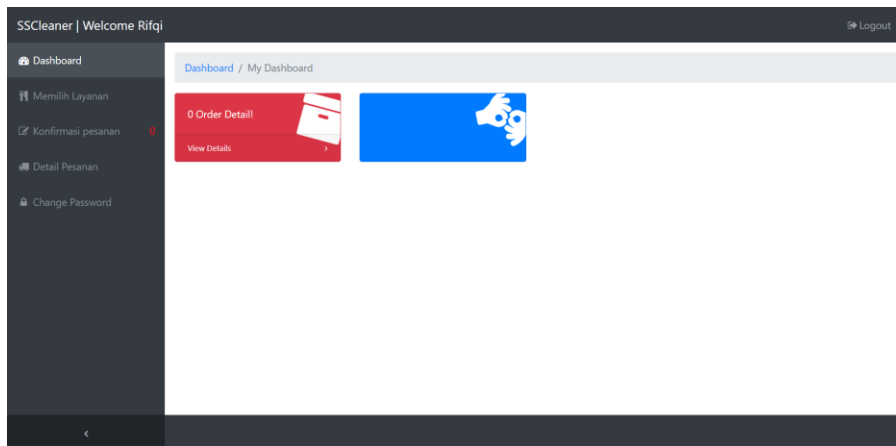 SSCleaner | Welcome Rifqi
Logout
Dashboard
Memilih Layanan
Konfirmasi pesanan 0
Detail Pesanan
Change Password
Dashboard / My Dashboard
0 Order Detail!
View Details